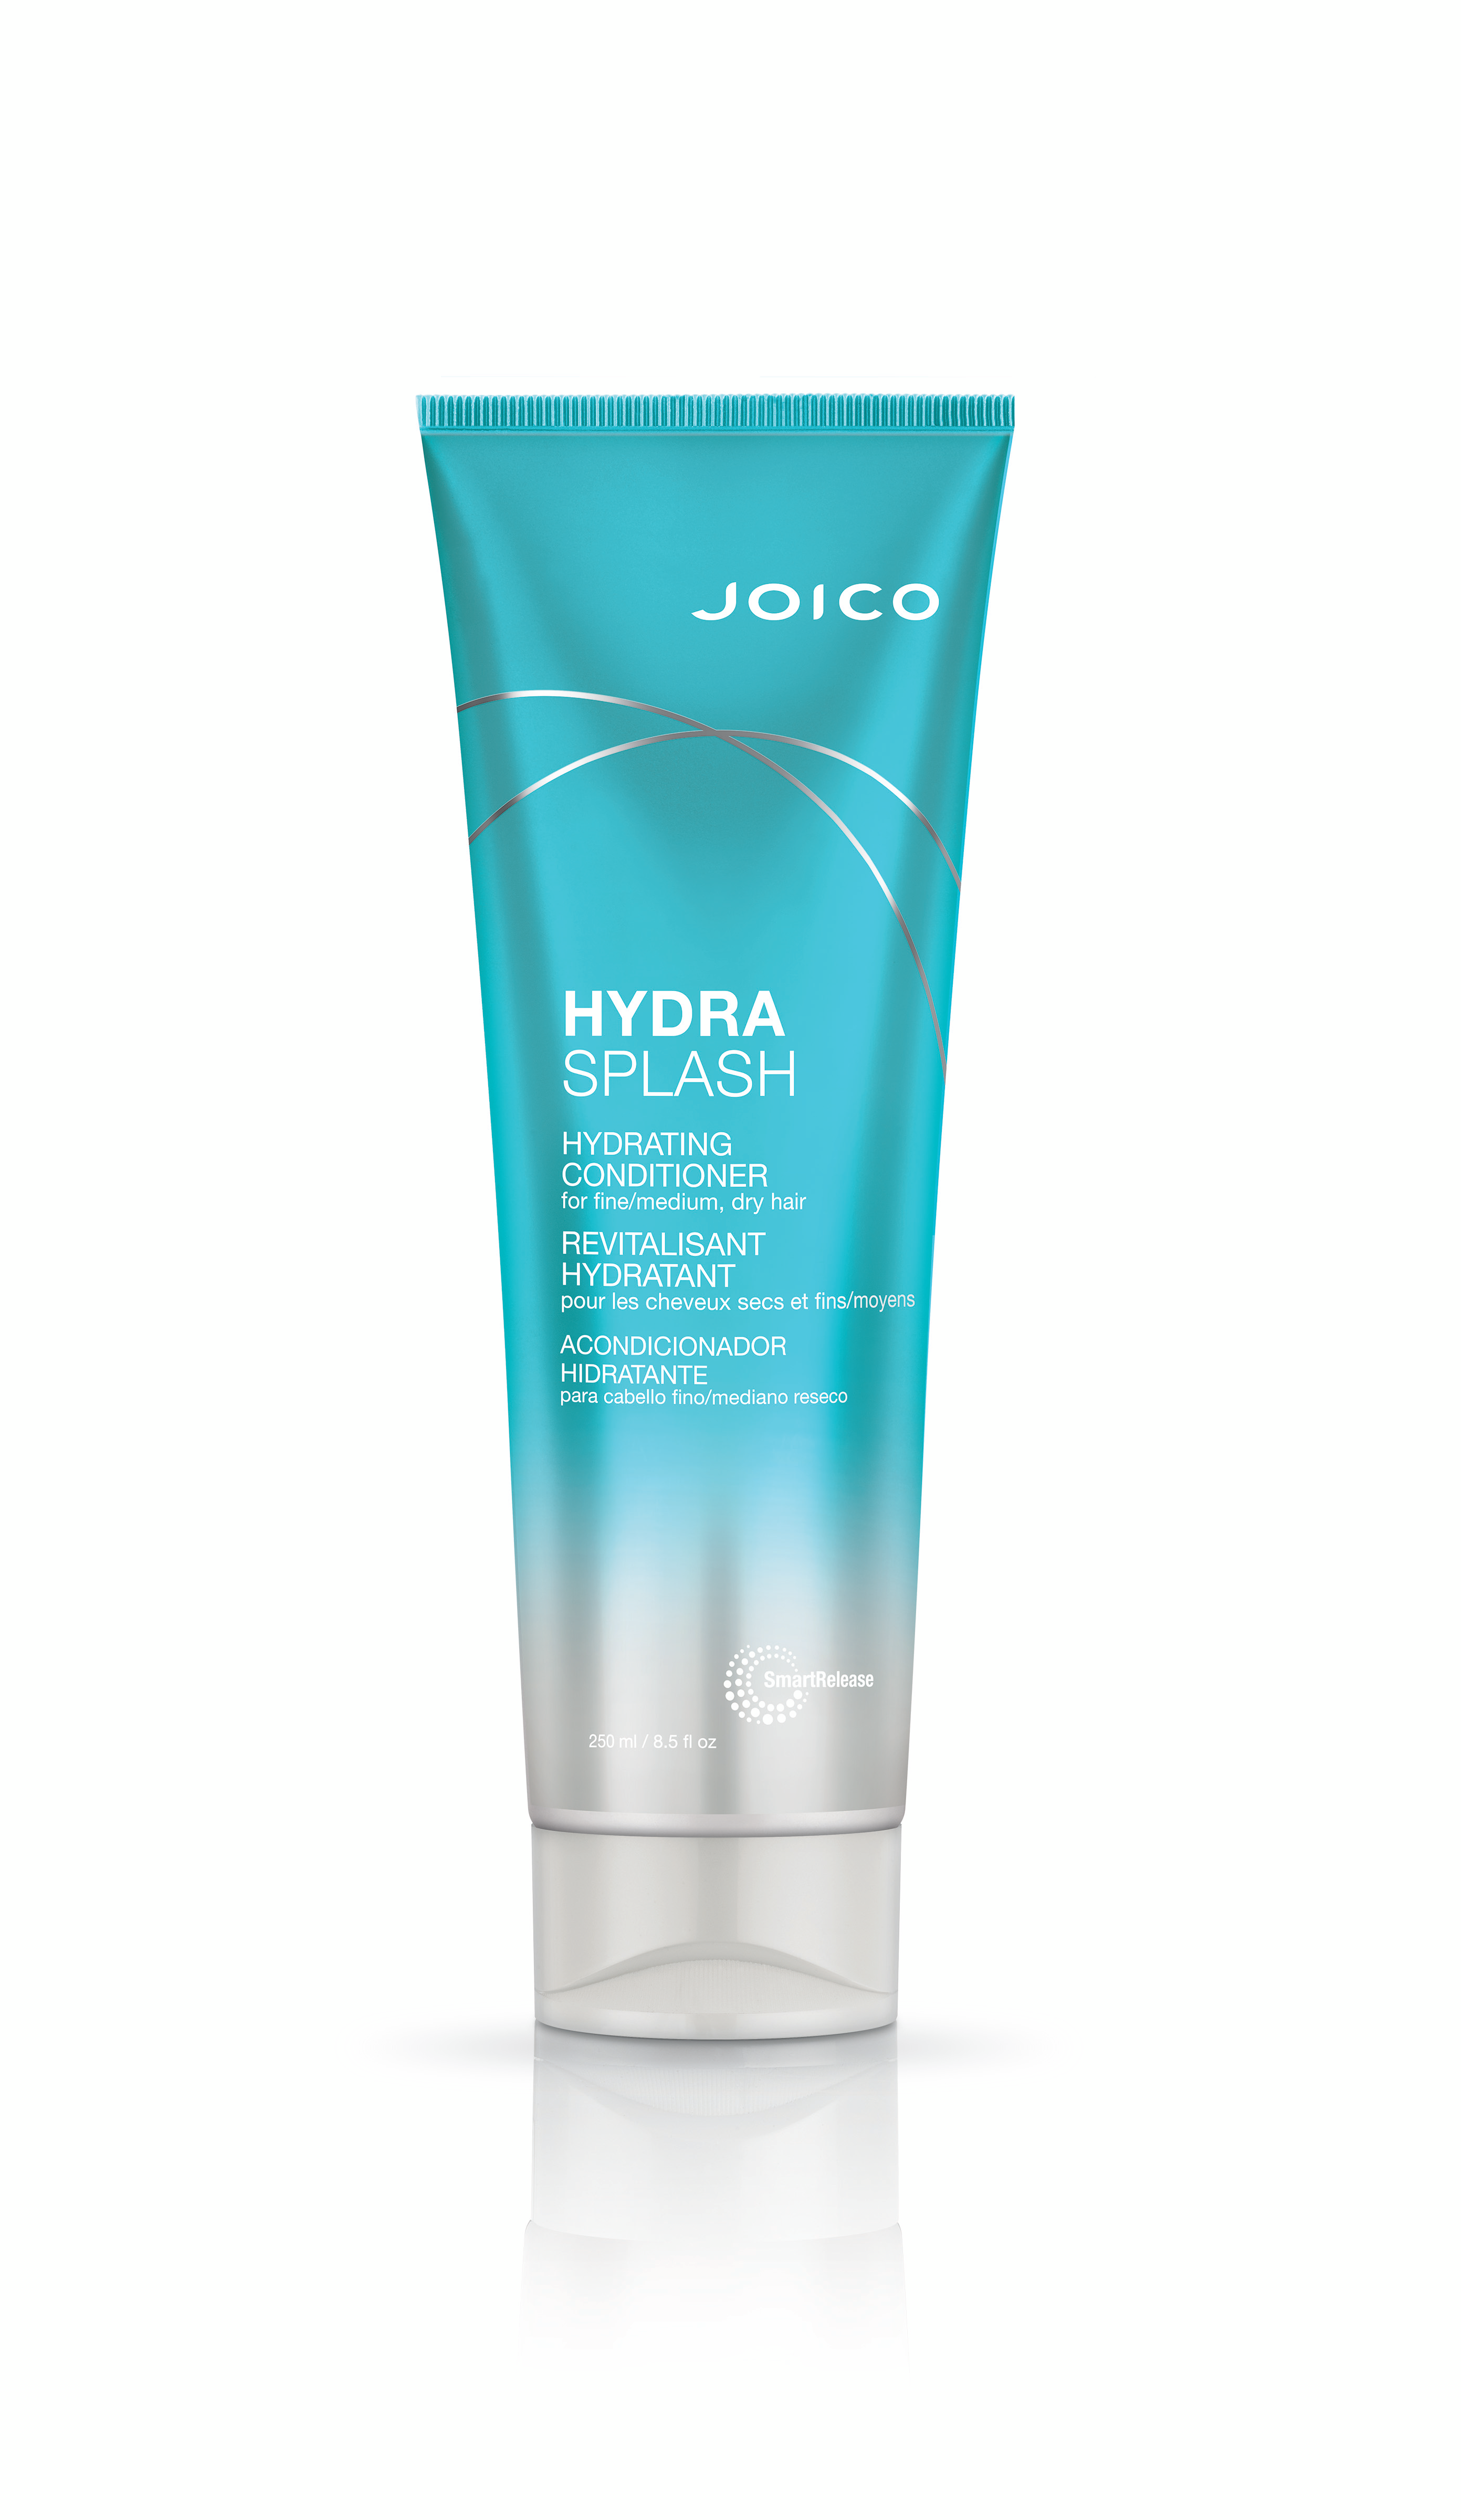 JOICO
HYDRA
SPLASH
HYDRATING
CONDITIONER
for fine/medium, dry hair
REVITALISANT
HYDRATANT
pour les cheveux secs et fins/moyens
ACONDICIONADOR
HIDRATANTE
para cabello fino/mediano reseco
SmartRelease
250 ml / 8.5 fl oz